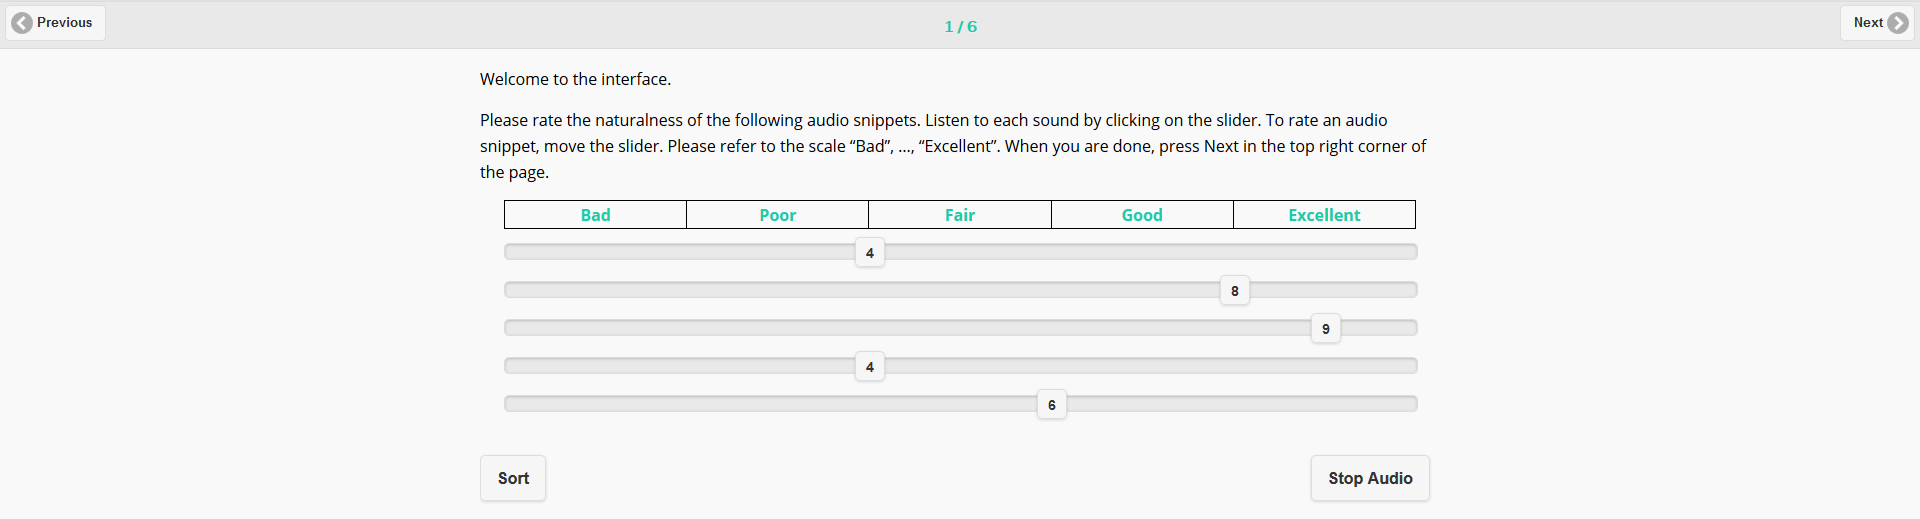 Previous
1 / 6
Next
Welcome to the interface.
Please rate the naturalness of the following audio snippets. Listen to each sound by clicking on the slider. To rate an audio
snippet, move the slider. Please refer to the scale “Bad”, ..., “Excellent”. When you are done, press Next in the top right corner of
the page.
Bad Poor Fair Good Excellent
4
8
9
4
6
Sort
Stop Audio